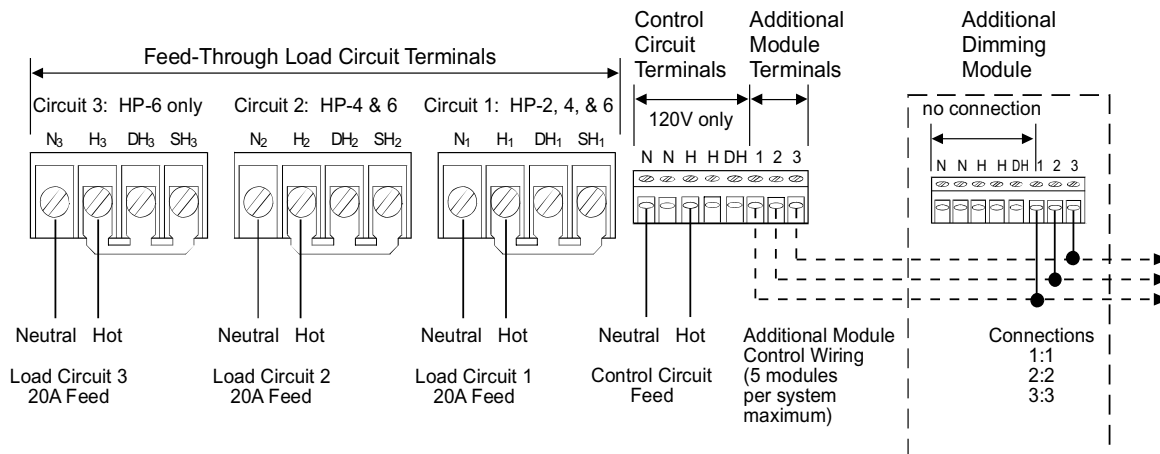 Feed-Through Load Circuit Terminals
Control
Circuit
Terminals
Additional
Module
Terminals
Additional
Dimming
Module
Circuit 3: HP-6 only
Circuit 2: HP-4 & 6
Circuit 1: HP-2, 4, & 6
120V only
no connection
N3 H3 DH3 SH3
N2 H2 DH2 SH2
N1 H1 DH1 SH1
N N H H DH 1 2 3
N N H H DH 1 2 3
Neutral Hot
Load Circuit 3
20A Feed
Neutral Hot
Load Circuit 2
20A Feed
Neutral Hot
Load Circuit 1
20A Feed
Neutral Hot
Control Circuit
Feed
Additional Module
Control Wiring
(5 modules
per system
maximum)
Connections
1:1
2:2
3:3